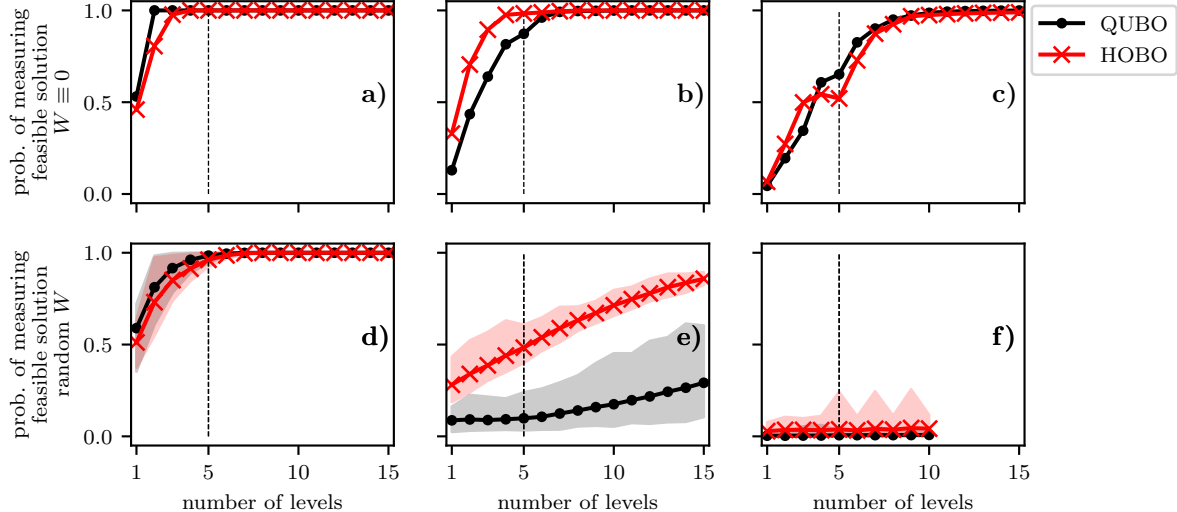 prob. of measuring
feasible solution
W ≡ 0
1.0
0.5
0.0
a)
b)
c)
QUBO
HOBO
prob. of measuring
feasible solution
random W
1.0
0.5
0.0
d)
e)
f)
1 5 10 15
1 5 10 15
1 5 10 15
number of levels
number of levels
number of levels